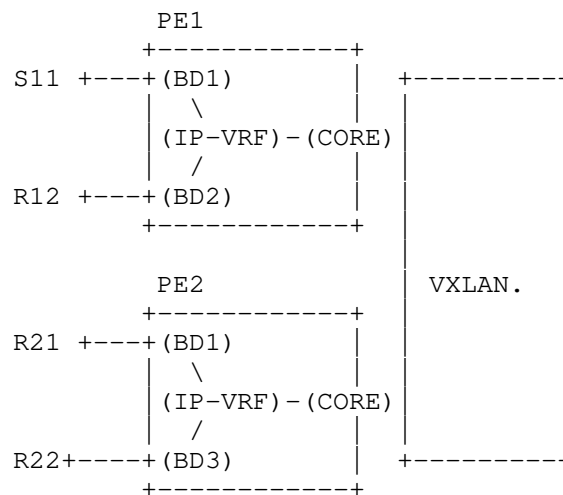 PE1
S11 +---+(BD1)
(IP-VRF)-(CORE)
R12 +---+(BD2)
PE2
VXLAN.
R21 +---+(BD1)
(IP-VRF)-(CORE)
R22+----+(BD3)